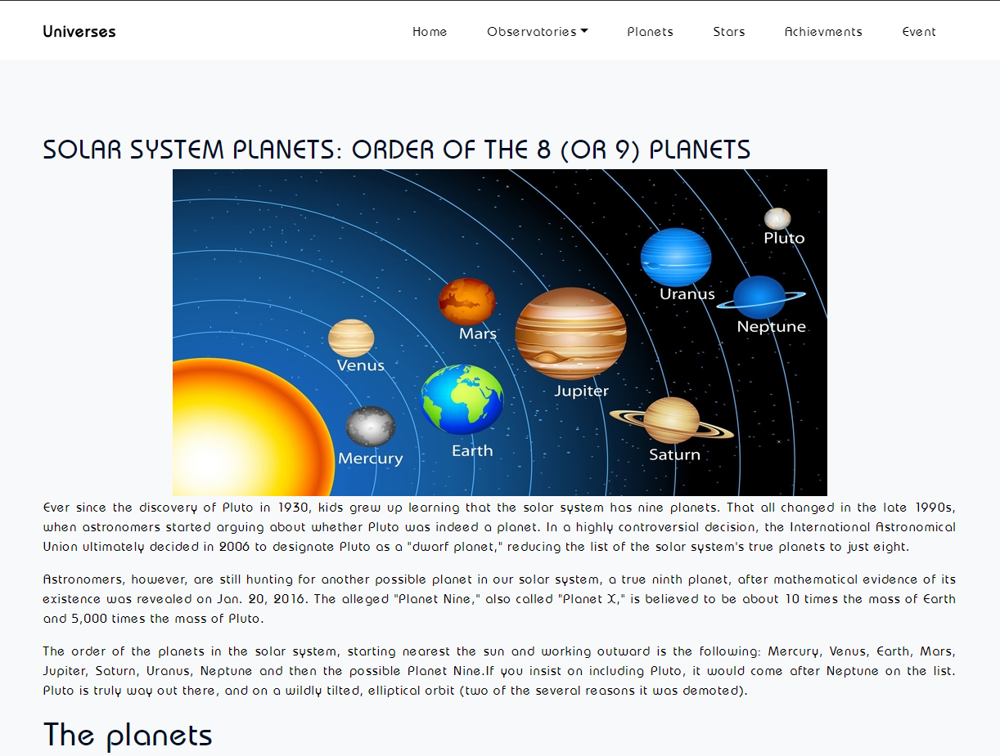 Universes
Home Observatories Planets Stars Achievments Event
SOLAR SYSTEM PLANETS: ORDER OF THE 8 (OR 9) PLANETS
Pluto
Uranus
Neptune
Mars
Venus
Jupiter
Earth
Saturn
Mercury
Ever since the discovery of Pluto in 1930, kids grew up learning that the solar system has nine planets. That all changed in the late 1990s,
when astronomers started arguing about whether Pluto was indeed a planet. In a highly controversial decision, the International Astronomical
Union ultimately decided in 2006 to designate Pluto as a "dwarf planet," reducing the list of the solar system's true planets to just eight.
Astronomers, however, are still hunting for another possible planet in our solar system, a true ninth planet, after mathematical evidence of its
existence was revealed on Jan. 20, 2016. The alleged "Planet Nine," also called "Planet X," is believed to be about 10 times the mass of Earth
and 5,000 times the mass of Pluto.
The order of the planets in the solar system, starting nearest the sun and working outward is the following: Mercury, Venus, Earth, Mars,
Jupiter, Saturn, Uranus, Neptune and then the possible Planet Nine.If you insist on including Pluto, it would come after Neptune on the list.
Pluto is truly way out there, and on a wildly tilted, elliptical orbit (two of the several reasons it was demoted).
The planets